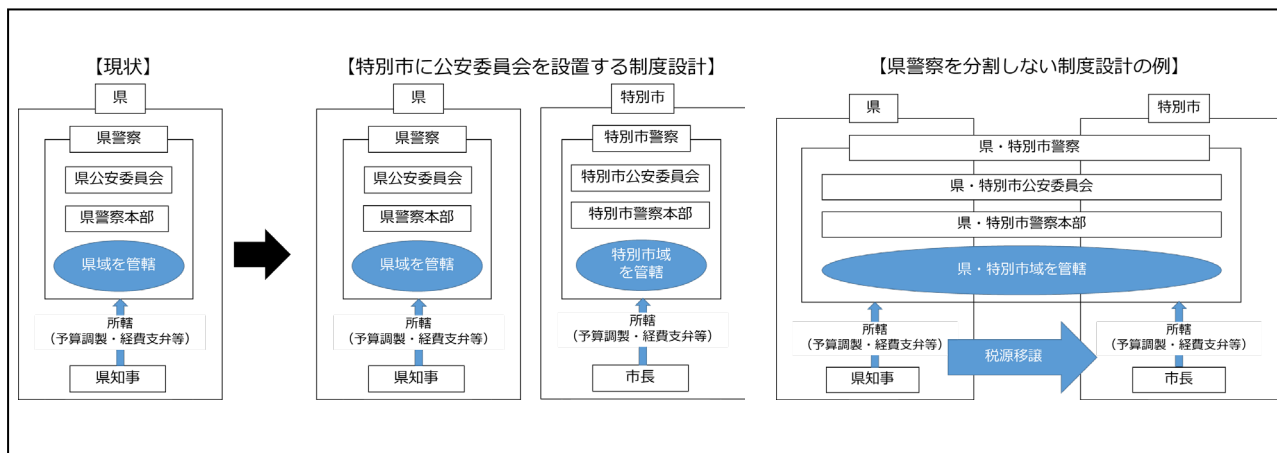 【現状】
県
県警察
県公安委員会
県警察本部
県域を管轄
所轄
（予算調製・経費支弁等）
県知事
【特別市に公安委員会を設置する制度設計】
県
県警察
県公安委員会
県警察本部
県域を管轄
所轄
（予算調製・経費支弁等）
県知事
特別市
特別市警察
特別市公安委員会
特別市警察本部
特別市域
を管轄
所轄
（予算調製・経費支弁等）
市長
【県警察を分割しない制度設計の例】
県
特別市
県・特別市警察
県・特別市公安委員会
県・特別市警察本部
県・特別市域を管轄
所轄
（予算調製・経費支弁等）
県知事
税源移譲
所轄
（予算調製・経費支弁等）
市長